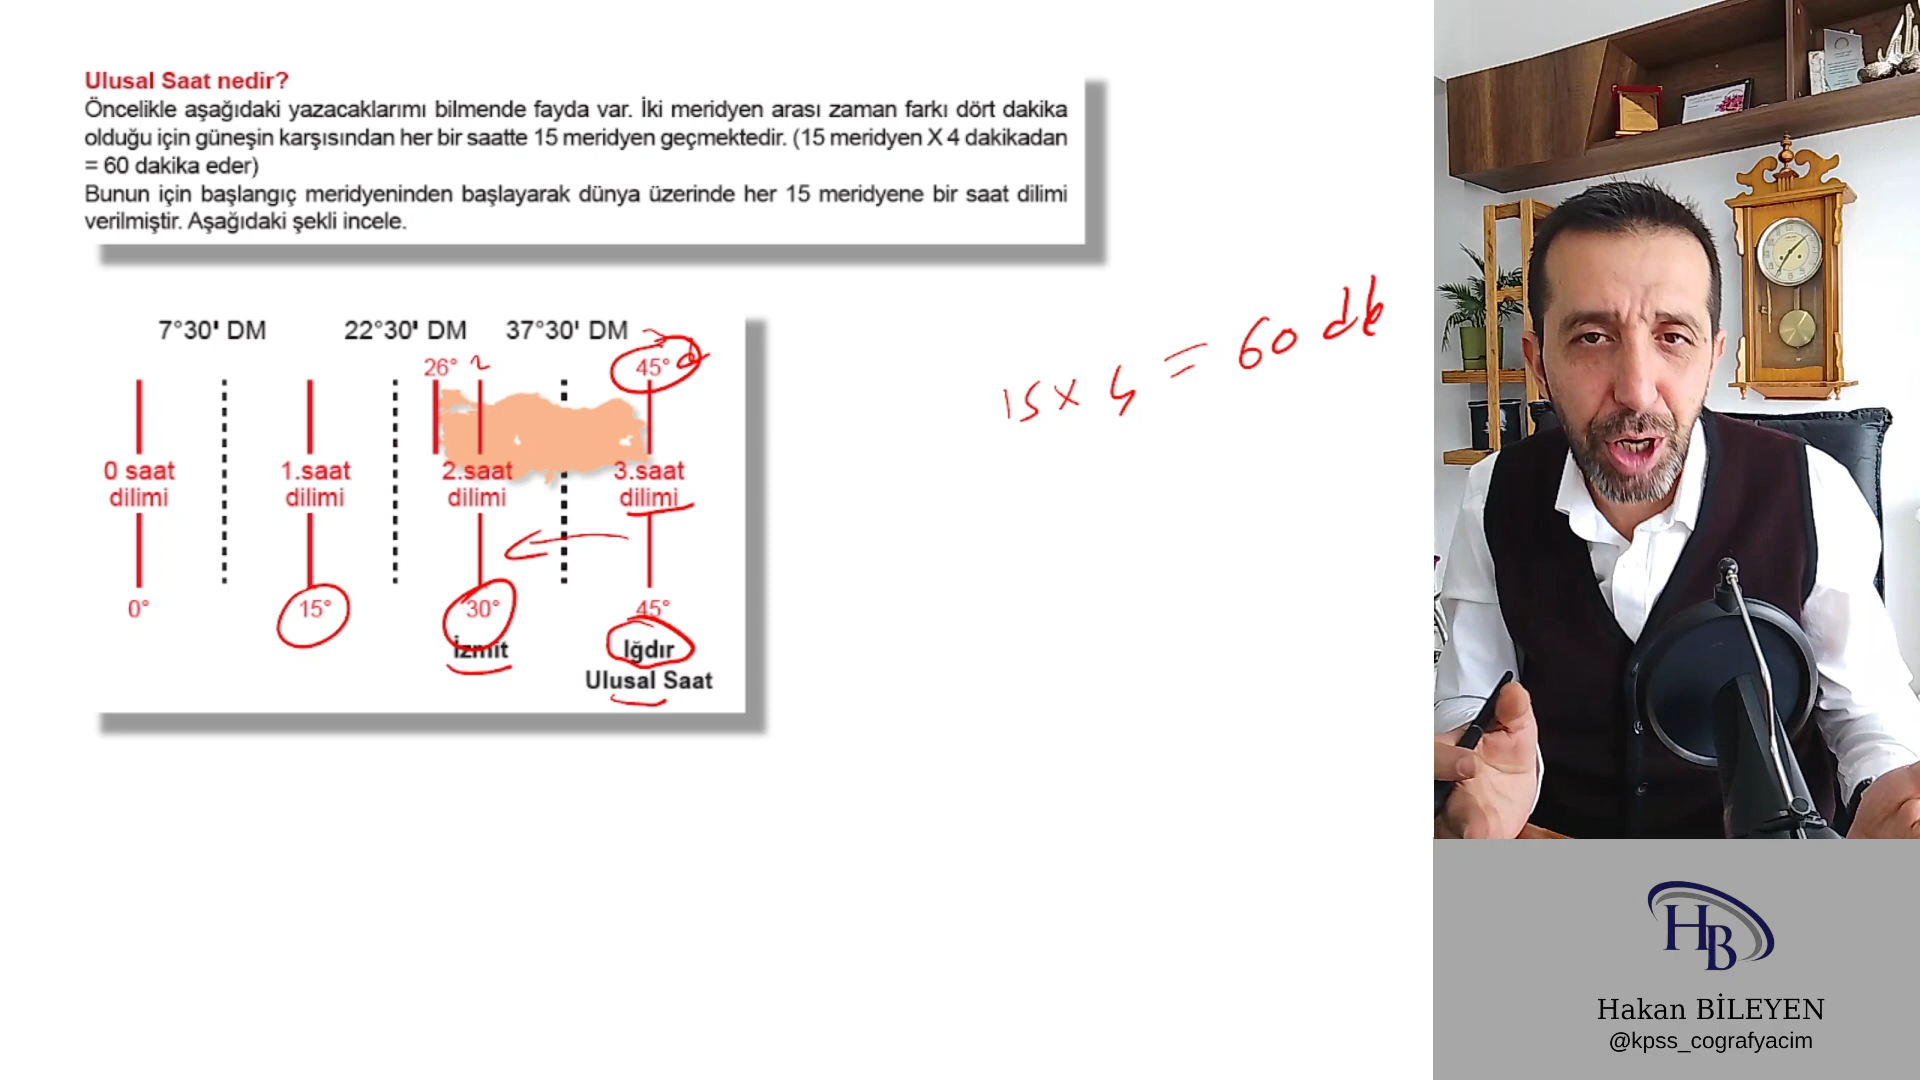 Ulusal Saat nedir?
Öncelikle aşağıdaki yazacaklarımı bilmende fayda var. İki meridyen arası zaman farkı dört dakika
olduğu için güneşin karşısından her bir saatte 15 meridyen geçmektedir. (15 meridyen X 4 dakikadan
= 60 dakika eder)
Bunun için başlangıç meridyeninden başlayarak dünya üzerinde her 15 meridyene bir saat dilimi
verilmiştir. Aşağıdaki şekli incele.
15 x 4 = 60 dk
7°30' DM 22°30' DM 37°30' DM
26° 45°
0 saat 1.saat 2.saat 3.saat
dilimi dilimi dilimi dilimi
0° 15° 30° 45°
İzmit Iğdır
Ulusal Saat
HB
Hakan BİLEYEN
@kpss_cografyacim